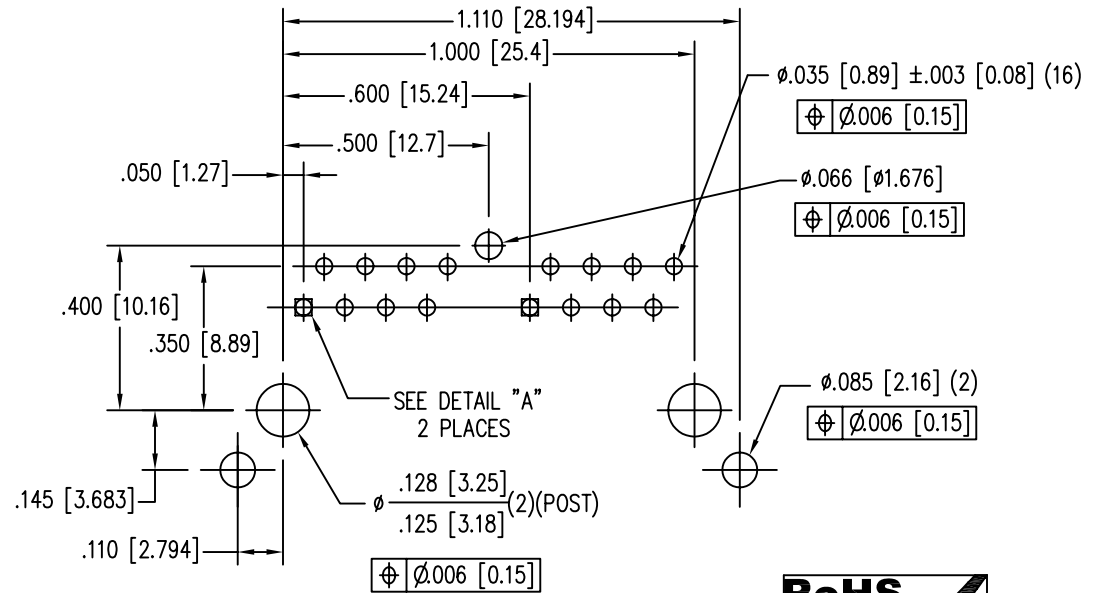 1.110 [28.194]
1.000 [25.4]
.600 [15.24]
.500 [12.7]
.050 [1.27]
ø.035 [0.89] ±.003 [0.08] (16)
⌖ Ø.006 [0.15]
ø.066 [ø1.676]
⌖ Ø.006 [0.15]
.400 [10.16]
.350 [8.89]
SEE DETAIL "A"
2 PLACES
ø.085 [2.16] (2)
⌖ Ø.006 [0.15]
.145 [3.683]
.110 [2.794]
ø .128 [3.25]
.125 [3.18] (2)(POST)
⌖ Ø.006 [0.15]
RoHS